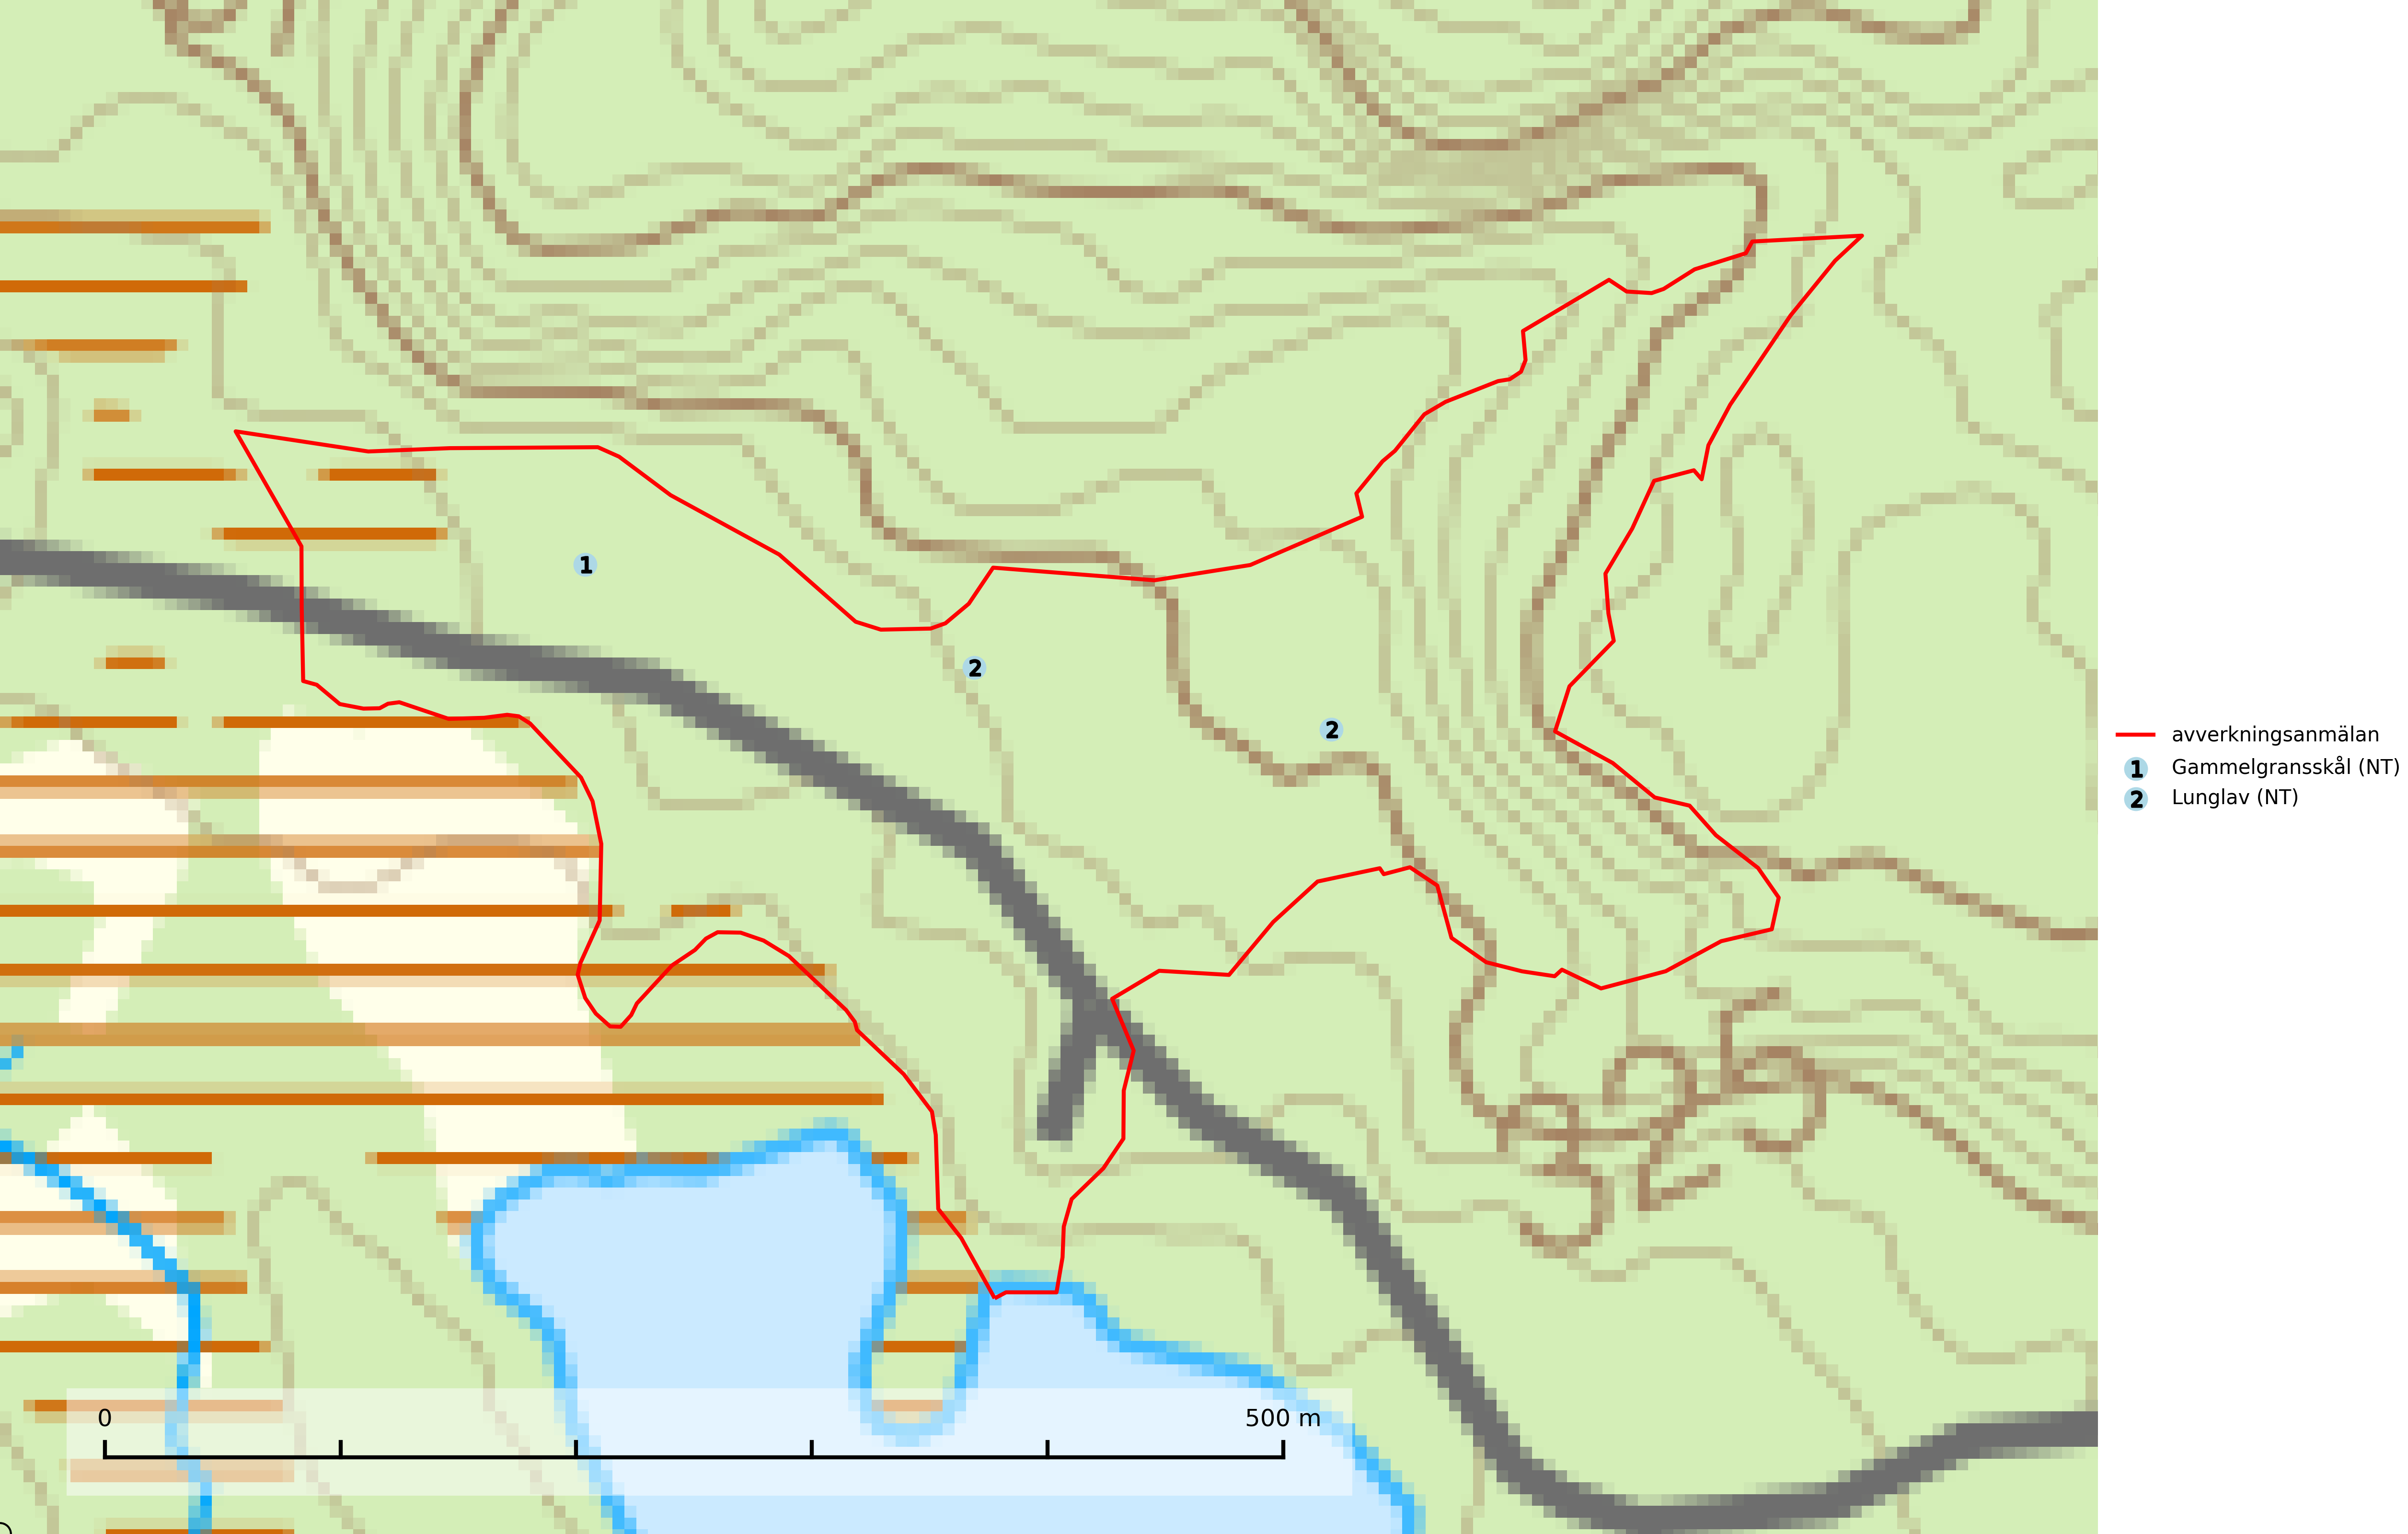 1
2
2
avverkningsanmälan
1 Gammelgransskål (NT)
2 Lunglav (NT)
0 500 m